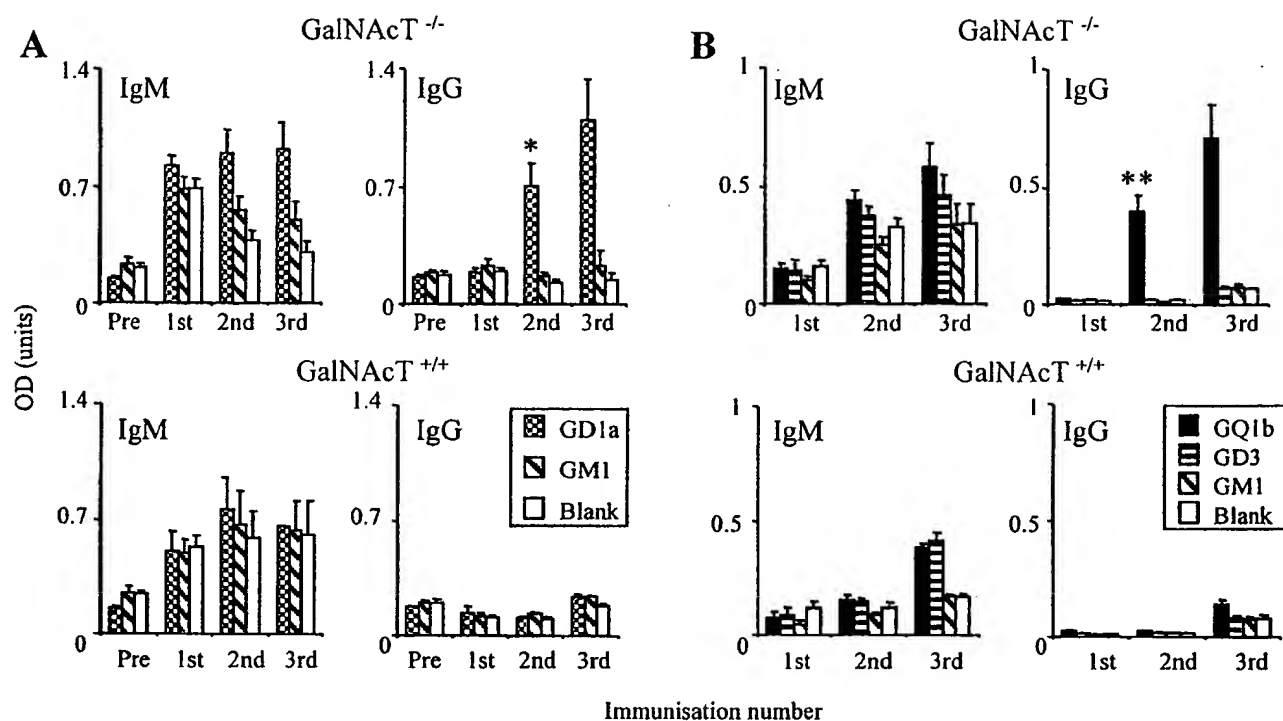 A
GalNAcT -/-
IgM
IgG
1.4
0.7
0
Pre 1st 2nd 3rd
1.4
0.7
0
*
Pre 1st 2nd 3rd
GalNAcT +/+
IgM
IgG
1.4
0.7
0
Pre 1st 2nd 3rd
1.4
0.7
0
Pre 1st 2nd 3rd
GD1a
GM1
Blank
OD (units)
B
GalNAcT -/-
IgM
IgG
1
0.5
0
1st 2nd 3rd
1
0.5
0
**
1st 2nd 3rd
GalNAcT +/+
IgM
IgG
1
0.5
0
1st 2nd 3rd
1
0.5
0
1st 2nd 3rd
GQ1b
GD3
GM1
Blank
Immunisation number